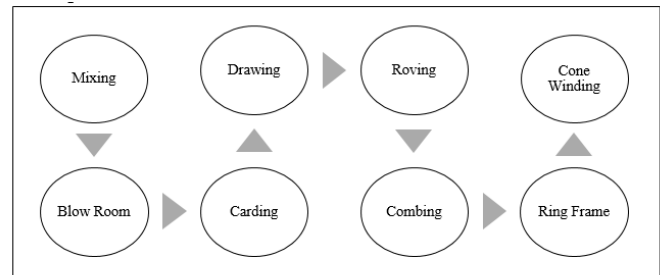 Mixing
Drawing
Roving
Cone
Winding
Blow Room
Carding
Combing
Ring Frame